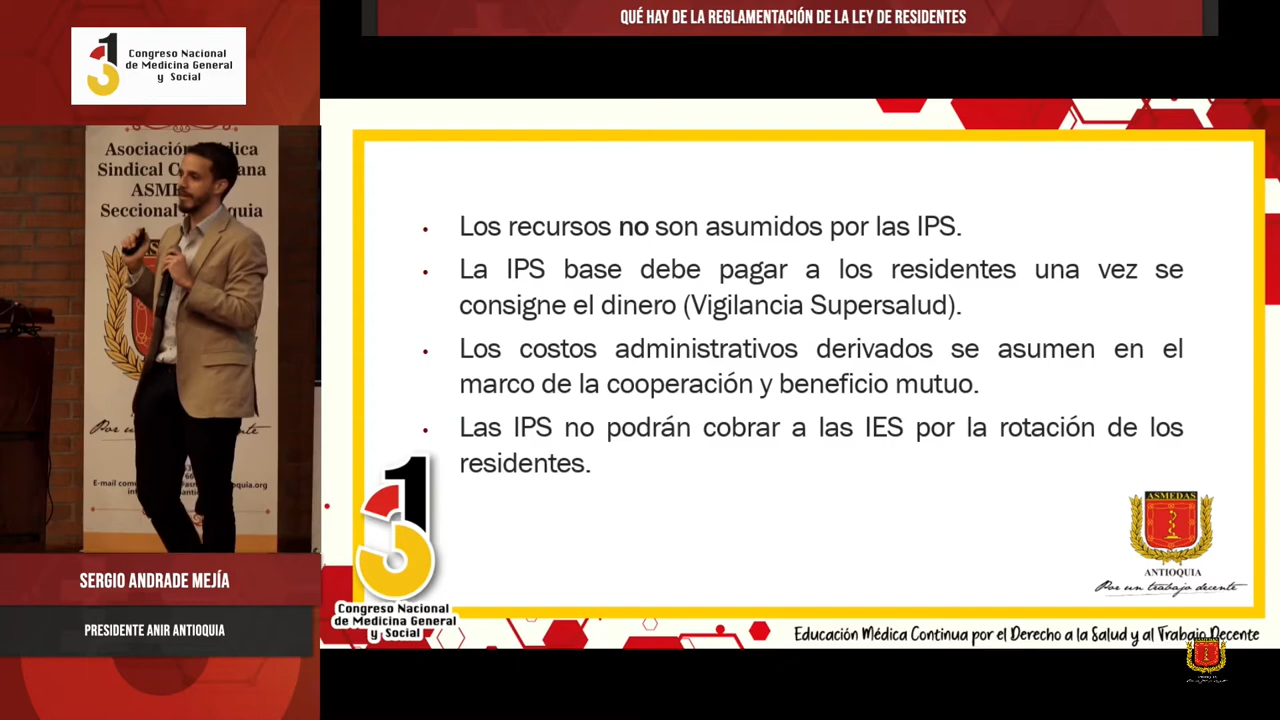 QUÉ HAY DE LA REGLAMENTACIÓN DE LA LEY DE RESIDENTES
Congreso Nacional
de Medicina General
y Social
Asociación
Sindical
Seccional
Los recursos no son asumidos por las IPS.
La IPS base debe pagar a los residentes una vez se
consigne el dinero (Vigilancia Supersalud).
Los costos administrativos derivados se asumen en el
marco de la cooperación y beneficio mutuo.
Las IPS no podrán cobrar a las IES por la rotación de los
residentes.
ASMEDAS
ANTIOQUIA
Por un trabajo decente
Congreso Nacional
de Medicina General
y Social
Educación Médica Continua por el Derecho a la Salud y al Trabajo Decente
SERGIO ANDRADE MEJÍA
PRESIDENTE ANIR ANTIOQUIA